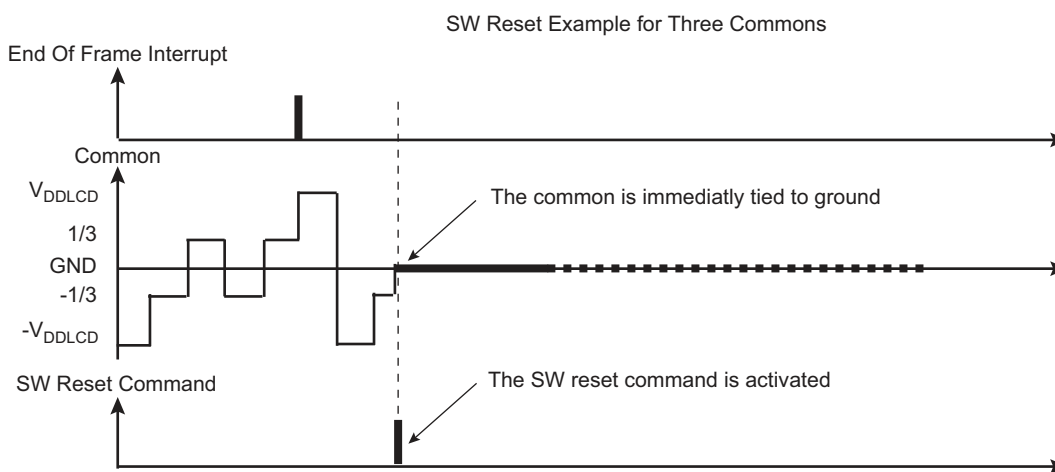 SW Reset Example for Three Commons
End Of Frame Interrupt
Common
VDDLCD
The common is immediatly tied to ground
1/3
GND
-1/3
-VDDLCD
SW Reset Command
The SW reset command is activated